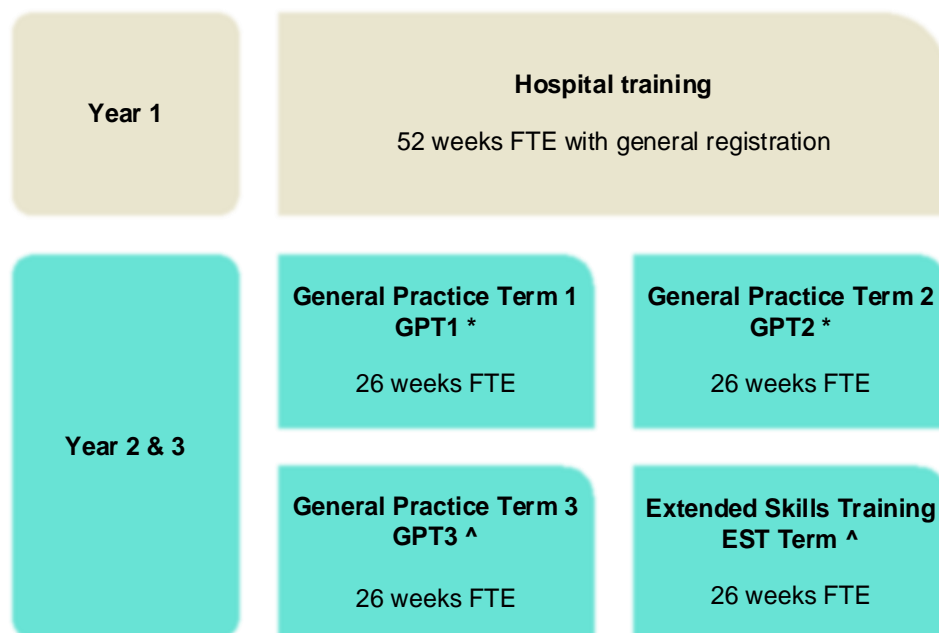 Year 1
Hospital training
52 weeks FTE with general registration
Year 2 & 3
General Practice Term 1
GPT1 *
26 weeks FTE
General Practice Term 2
GPT2 *
26 weeks FTE
General Practice Term 3
GPT3 ^
26 weeks FTE
Extended Skills Training
EST Term ^
26 weeks FTE